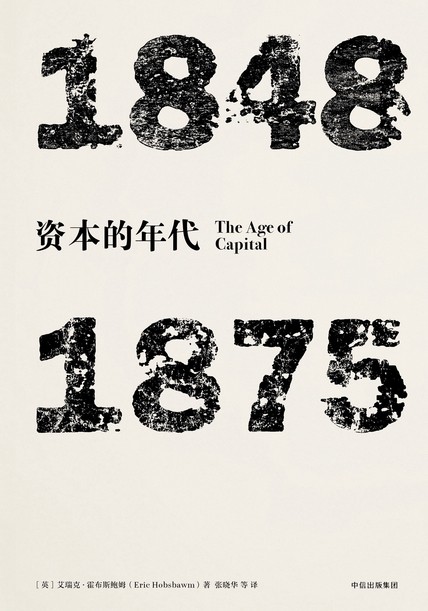 1848
资本的年代
The Age of
Capital
1875
[ 英 ] 艾瑞克 · 霍布斯鲍姆 ( Eric Hobsbawm ) 著 张晓华 等 译
中信出版集团